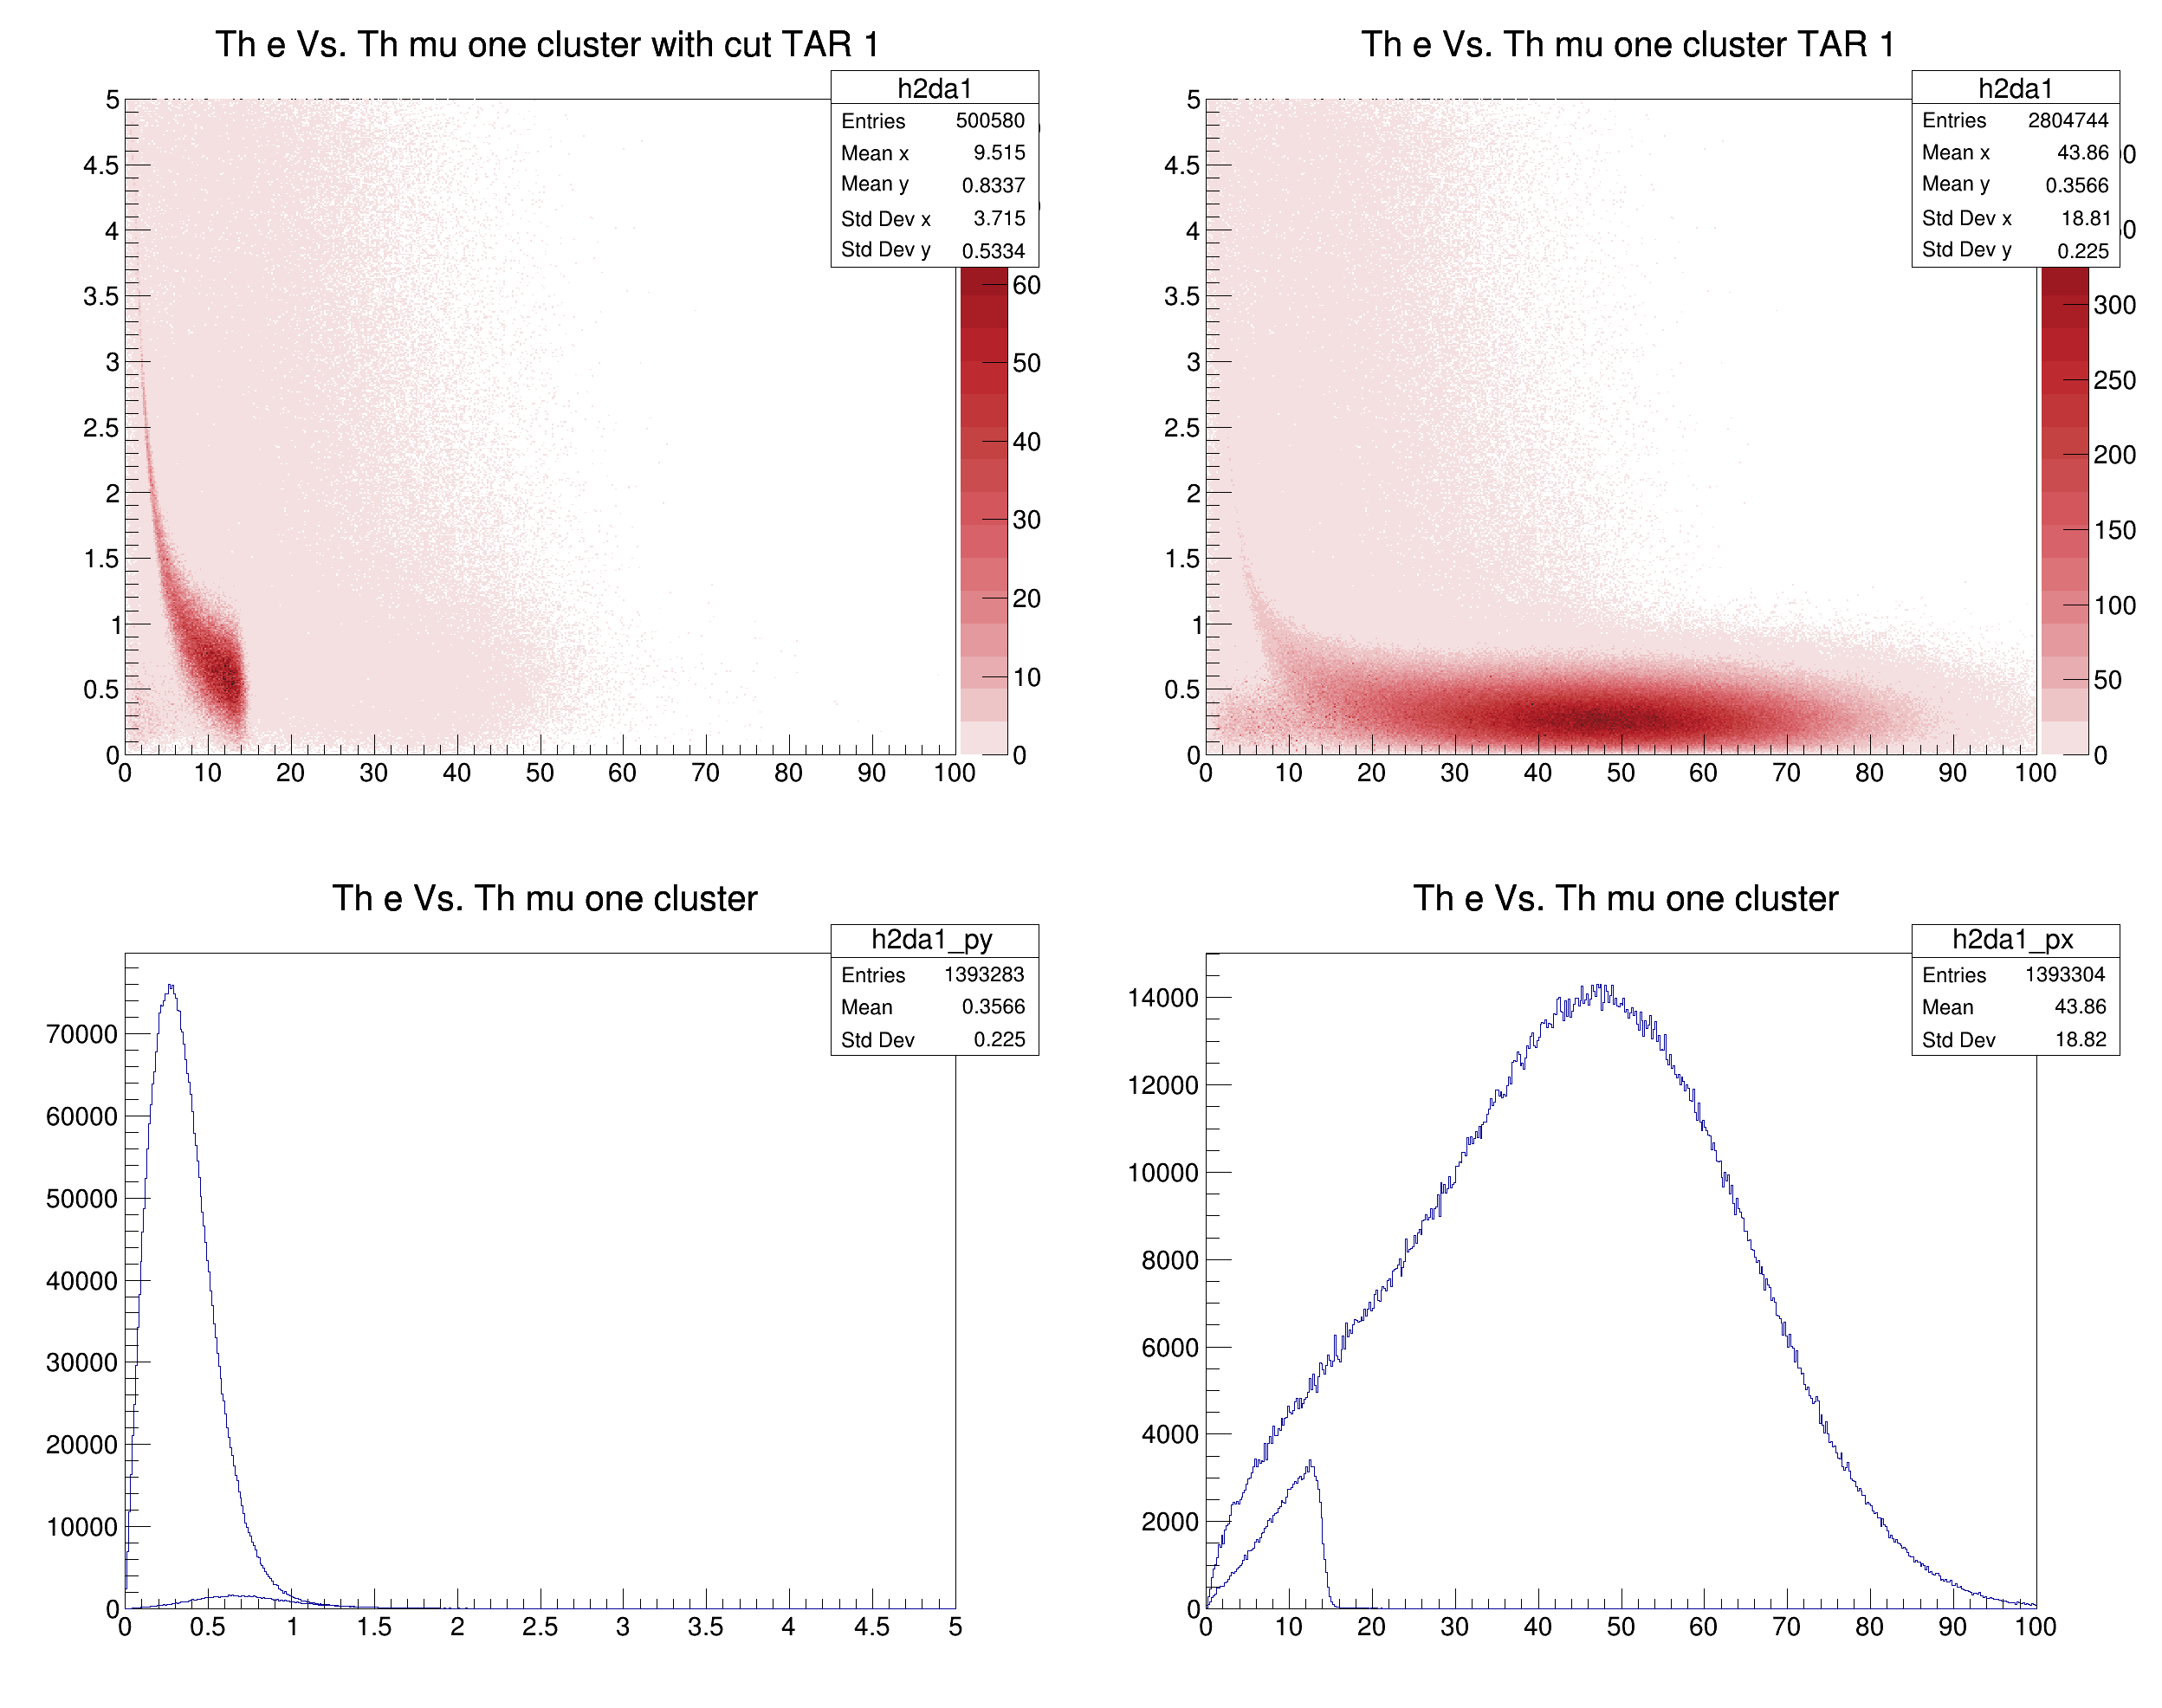 Th e Vs. Th mu one cluster with cut TAR 1
h2da1
Entries 500580
Mean x 9.515
Mean y 0.8337
Std Dev x 3.715
Std Dev y 0.5334
5
4.5
4
3.5
3
2.5
2
1.5
1
0.5
0
0 10 20 30 40 50 60 70 80 90 100
60
50
40
30
20
10
0
Th e Vs. Th mu one cluster TAR 1
h2da1
Entries 2804744
Mean x 43.86
Mean y 0.3566
Std Dev x 18.81
Std Dev y 0.225
5
4.5
4
3.5
3
2.5
2
1.5
1
0.5
0
0 10 20 30 40 50 60 70 80 90 100
300
250
200
150
100
50
0
Th e Vs. Th mu one cluster
h2da1_py
Entries 1393283
Mean 0.3566
Std Dev 0.225
70000
60000
50000
40000
30000
20000
10000
0
0 0.5 1 1.5 2 2.5 3 3.5 4 4.5 5
Th e Vs. Th mu one cluster
h2da1_px
Entries 1393304
Mean 43.86
Std Dev 18.82
14000
12000
10000
8000
6000
4000
2000
0
0 10 20 30 40 50 60 70 80 90 100